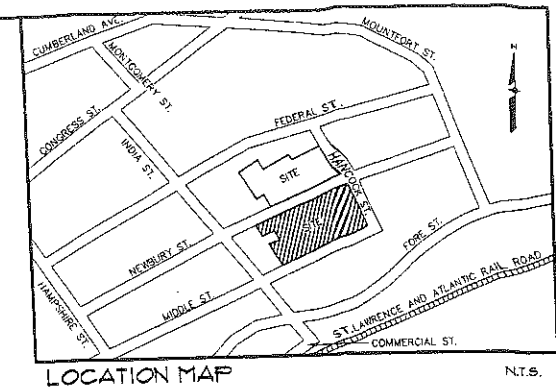 CUMBERLAND AVE.
MONTGOMERY ST.
MOUNTFORT ST.
N
CONGRESS ST.
INDIA ST.
FEDERAL ST.
HANCOCK ST.
SITE
SITE
NEWBURY ST.
FORE ST.
HAMPSHIRE ST.
MIDDLE ST.
ST. LAWRENCE AND ATLANTIC RAIL ROAD
COMMERCIAL ST.
LOCATION MAP
N.T.S.